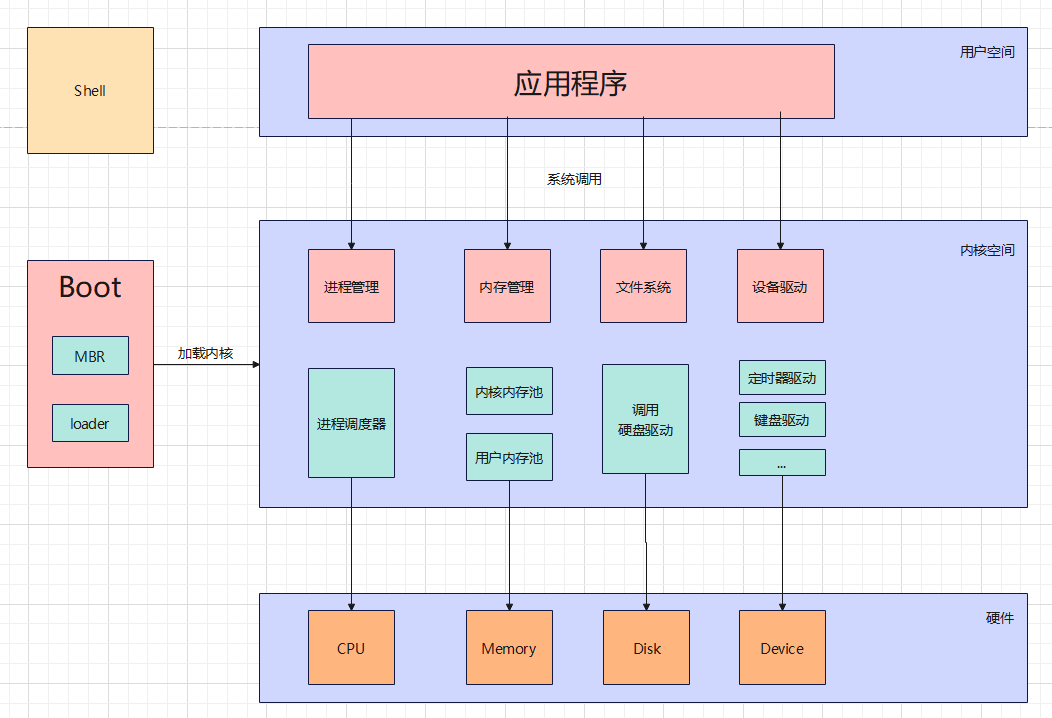 Shell
用户空间
应用程序
系统调用
内核空间
Boot
MBR
loader
加载内核
进程管理
内存管理
文件系统
设备驱动
进程调度器
内核内存池
用户内存池
调用
硬盘驱动
定时器驱动
键盘驱动
...
硬件
CPU
Memory
Disk
Device